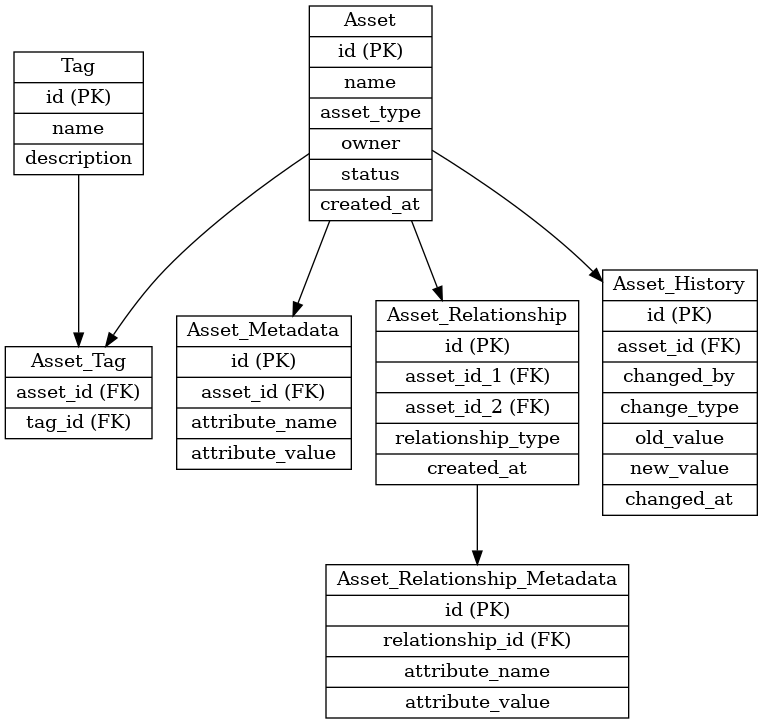 Asset
id (PK)
name
asset_type
owner
status
created_at
Tag
id (PK)
name
description
Asset_Tag
asset_id (FK)
tag_id (FK)
Asset_Metadata
id (PK)
asset_id (FK)
attribute_name
attribute_value
Asset_Relationship
id (PK)
asset_id_1 (FK)
asset_id_2 (FK)
relationship_type
created_at
Asset_History
id (PK)
asset_id (FK)
changed_by
change_type
old_value
new_value
changed_at
Asset_Relationship_Metadata
id (PK)
relationship_id (FK)
attribute_name
attribute_value